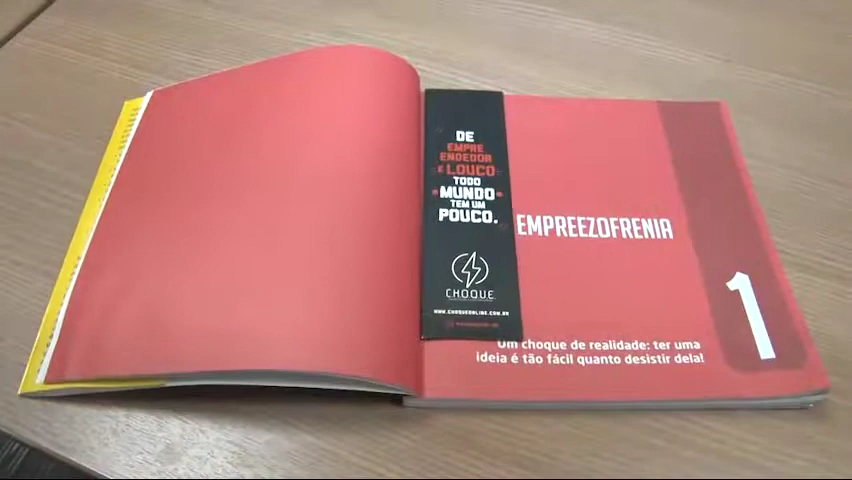 DE
EMPRE
ENDEDOR
E LOUCO
TODO
MUNDO
TEM UM
POUCO.
CHOQUE
WWW.CHOQUEONLINE.COM.BR
EMPREEZOFRENIA
1
Um choque de realidade: ter uma
ideia é tão fácil quanto desistir dela!